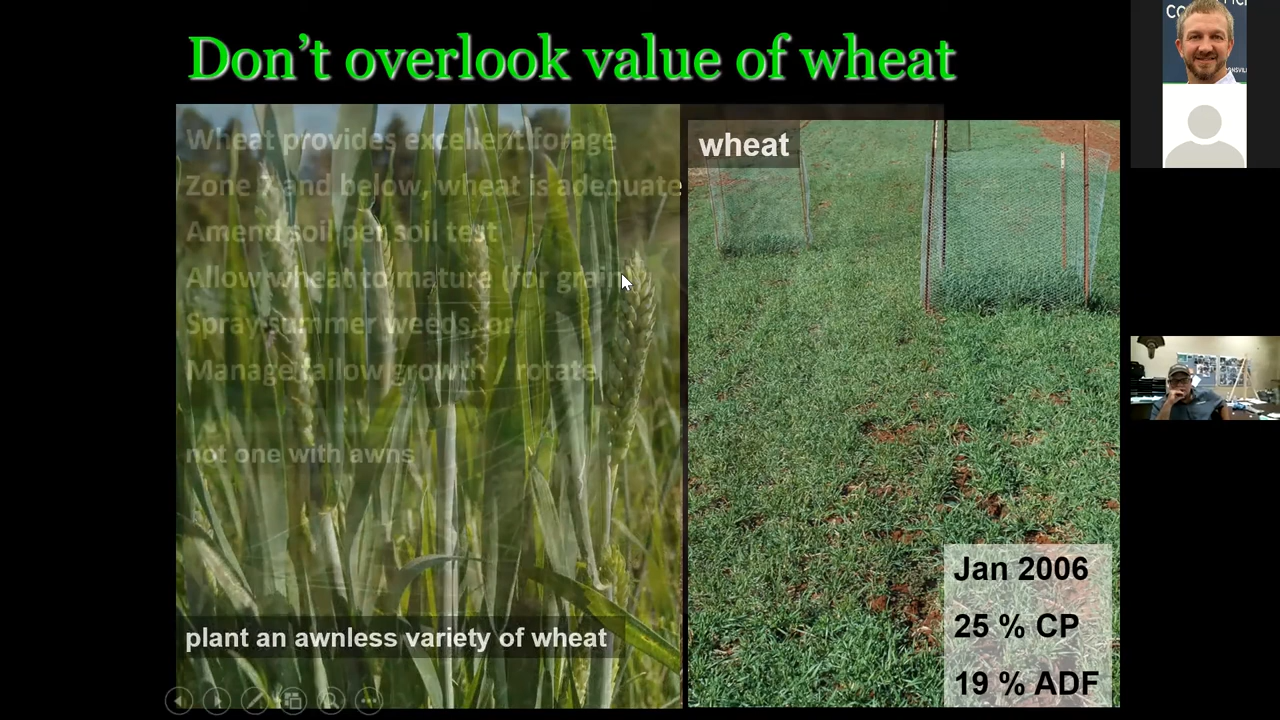 Don't overlook value of wheat
Wheat provides excellent forage
Zone 7 and below, wheat is adequate
Amend soil per soil test
Allow wheat to mature (for grain
Spray summer weeds, or
Manage fallow growth rotate
not one with awns
plant an awnless variety of wheat
wheat
Jan 2006
25 % CP
19 % ADF